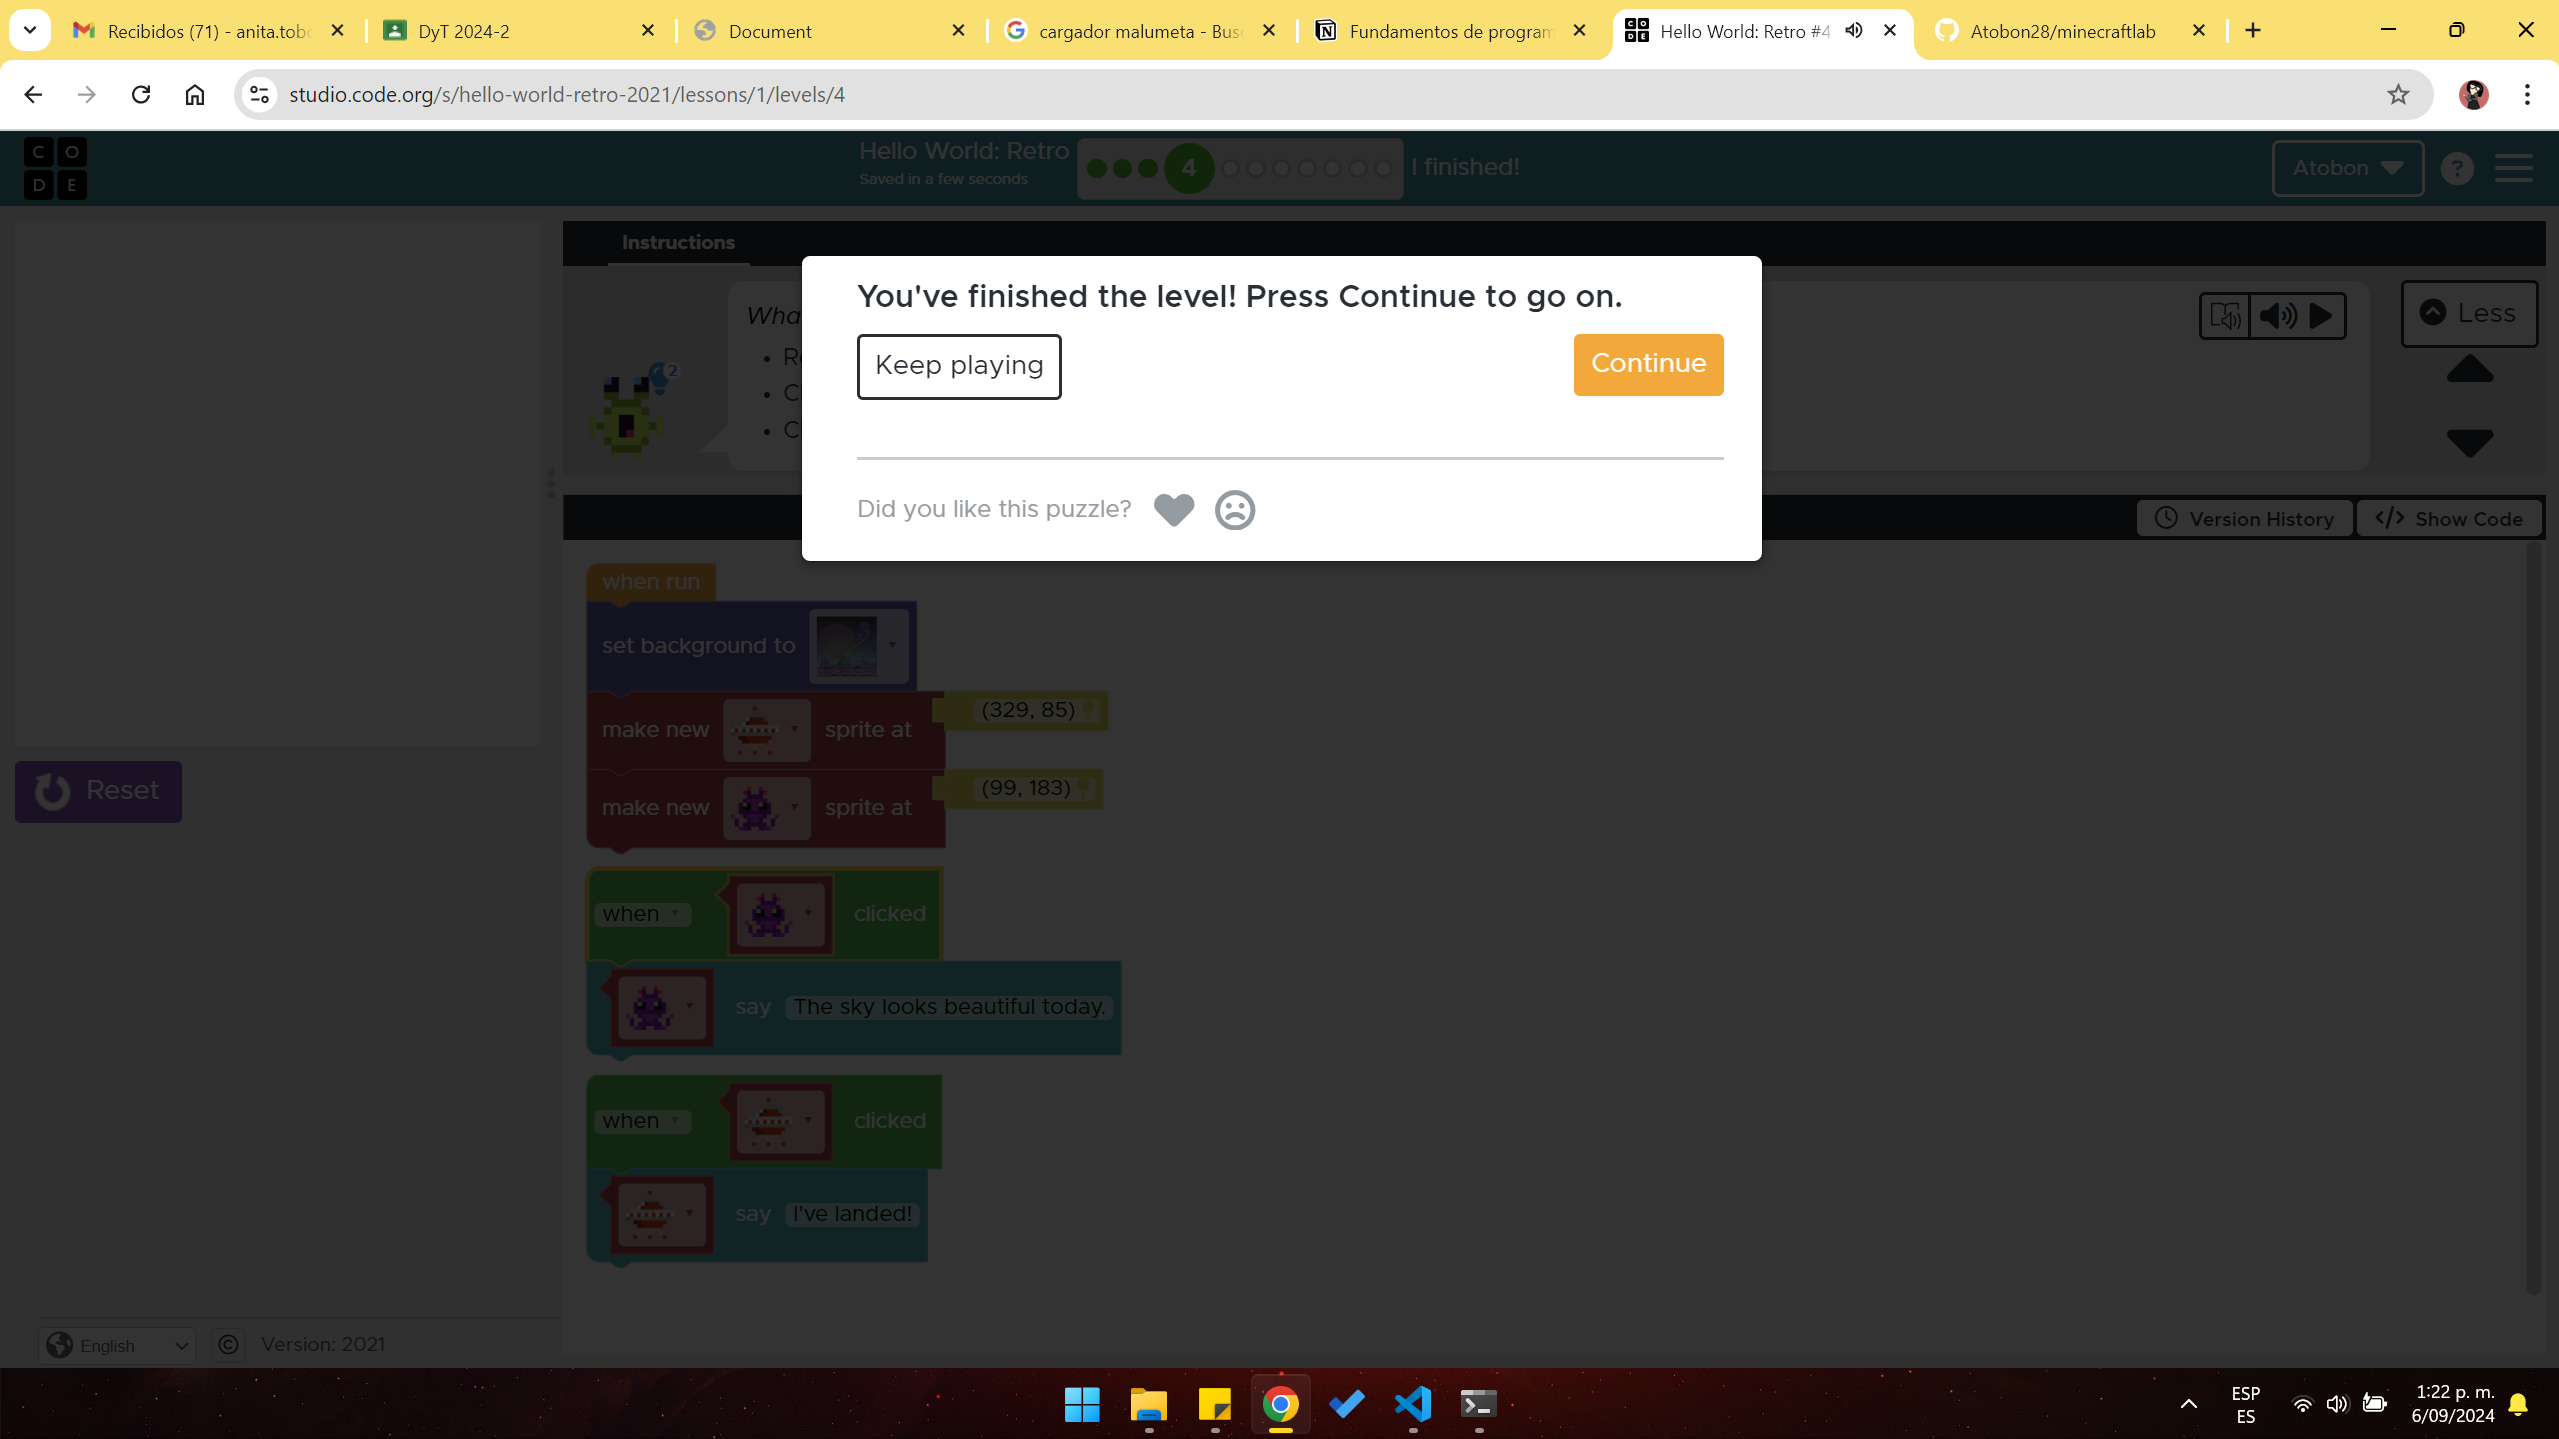 Recibidos (71) - anita.tob
DyT 2024-2
Document
cargador malumeta - Bus
Fundamentos de program
Hello World: Retro #4
Atobon28/minecraftlab
studio.code.org/s/hello-world-retro-2021/lessons/1/levels/4
C O
D E
Hello World: Retro
Saved in a few seconds
4
I finished!
Atobon
?
Instructions
You've finished the level! Press Continue to go on.
Keep playing
Continue
Did you like this puzzle?
Wha
2
Less
Version History
Show Code
when run
set background to
make new sprite at (329, 85)
make new sprite at (99, 183)
when clicked
say The sky looks beautiful today.
when clicked
say I've landed!
Reset
English
© Version: 2021
ESP
ES
1:22 p. m.
6/09/2024